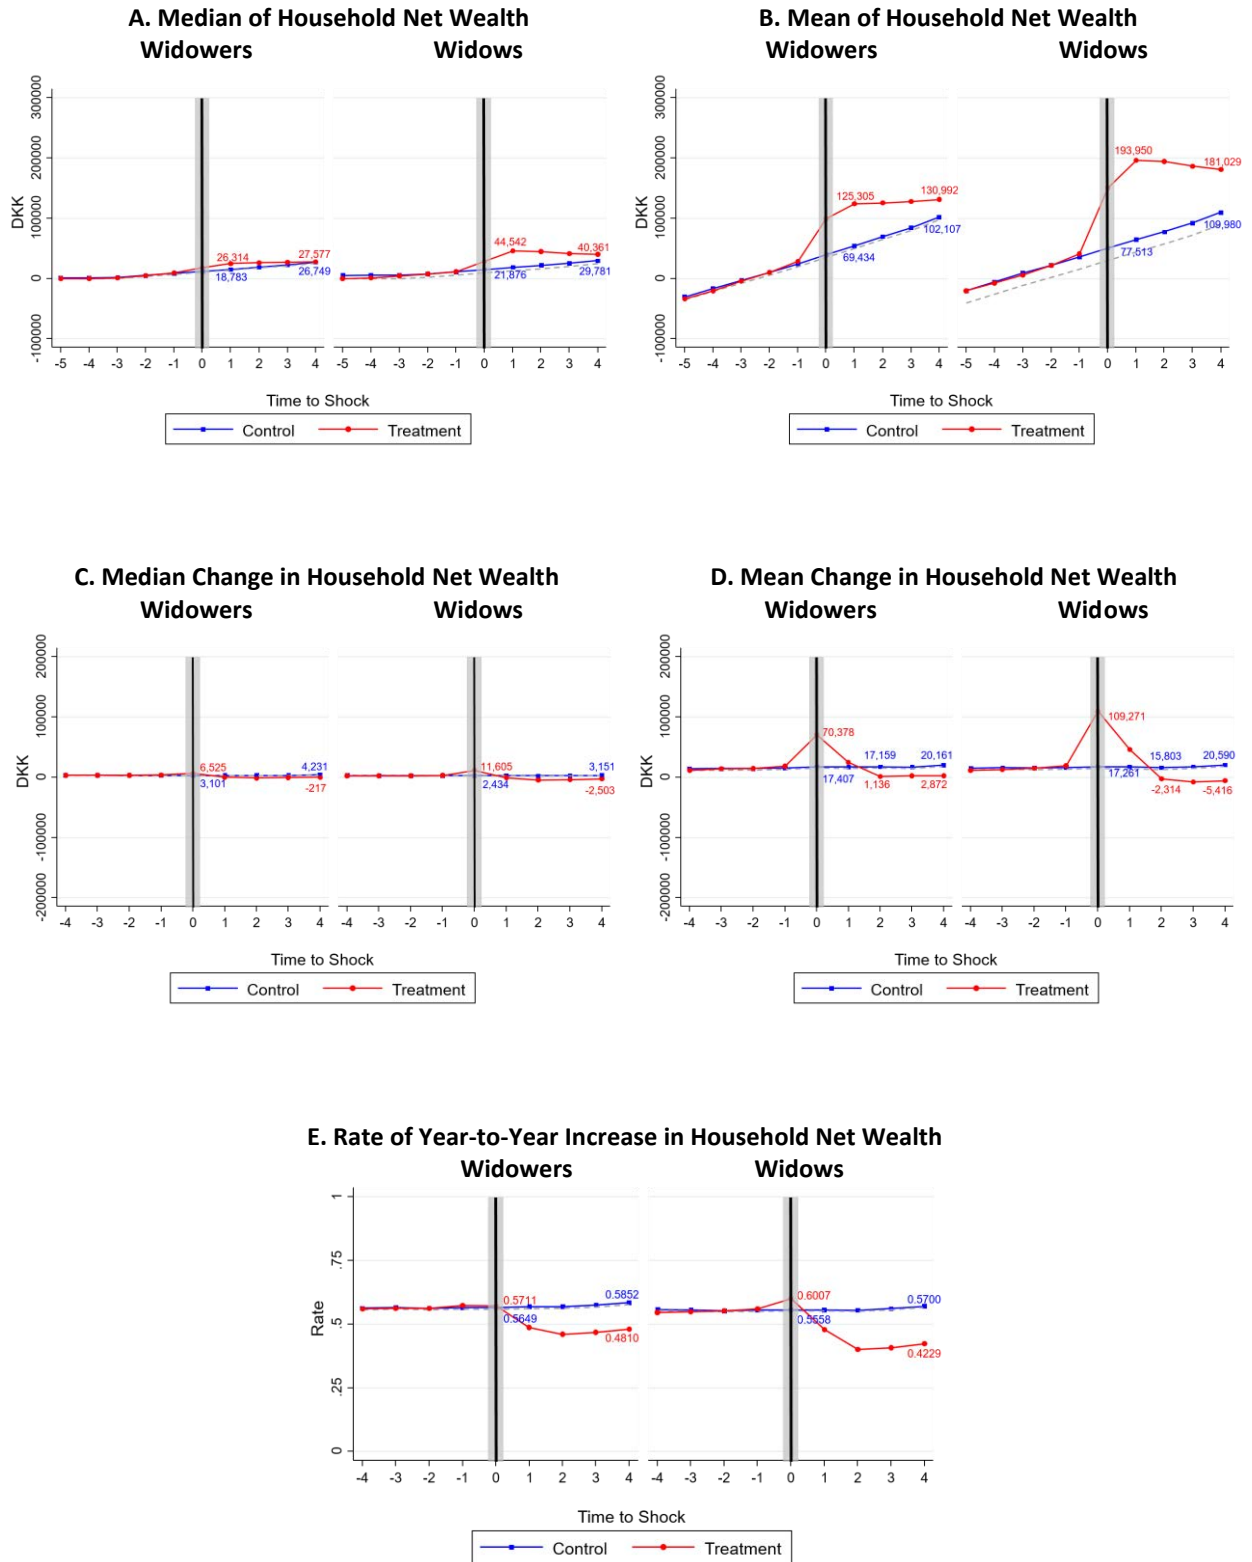 A. Median of Household Net Wealth
Widowers Widows
300000
200000
100000
0
-100000
DKK
26,314
18,783
27,577
26,749
44,542
21,876
40,361
29,781
-5 -4 -3 -2 -1 0 1 2 3 4 -5 -4 -3 -2 -1 0 1 2 3 4
Time to Shock
Control Treatment
B. Mean of Household Net Wealth
Widowers Widows
300000
200000
100000
0
-100000
DKK
125,305
69,434
130,992
102,107
193,950
77,513
181,029
109,980
-5 -4 -3 -2 -1 0 1 2 3 4 -5 -4 -3 -2 -1 0 1 2 3 4
Time to Shock
Control Treatment
C. Median Change in Household Net Wealth
Widowers Widows
200000
100000
0
-100000
-200000
DKK
6,525
3,101
4,231
-217
11,605
2,434
3,151
-2,503
-4 -3 -2 -1 0 1 2 3 4 -4 -3 -2 -1 0 1 2 3 4
Time to Shock
Control Treatment
D. Mean Change in Household Net Wealth
Widowers Widows
200000
100000
0
-100000
-200000
DKK
70,378
17,407
17,159
1,136
20,161
2,872
109,271
17,261
15,803
-2,314
20,590
-5,416
-4 -3 -2 -1 0 1 2 3 4 -4 -3 -2 -1 0 1 2 3 4
Time to Shock
Control Treatment
E. Rate of Year-to-Year Increase in Household Net Wealth
Widowers Widows
1
.75
.5
.25
0
Rate
0.5711
0.5649
0.5852
0.4810
0.6007
0.5558
0.5700
0.4229
-4 -3 -2 -1 0 1 2 3 4 -4 -3 -2 -1 0 1 2 3 4
Time to Shock
Control Treatment